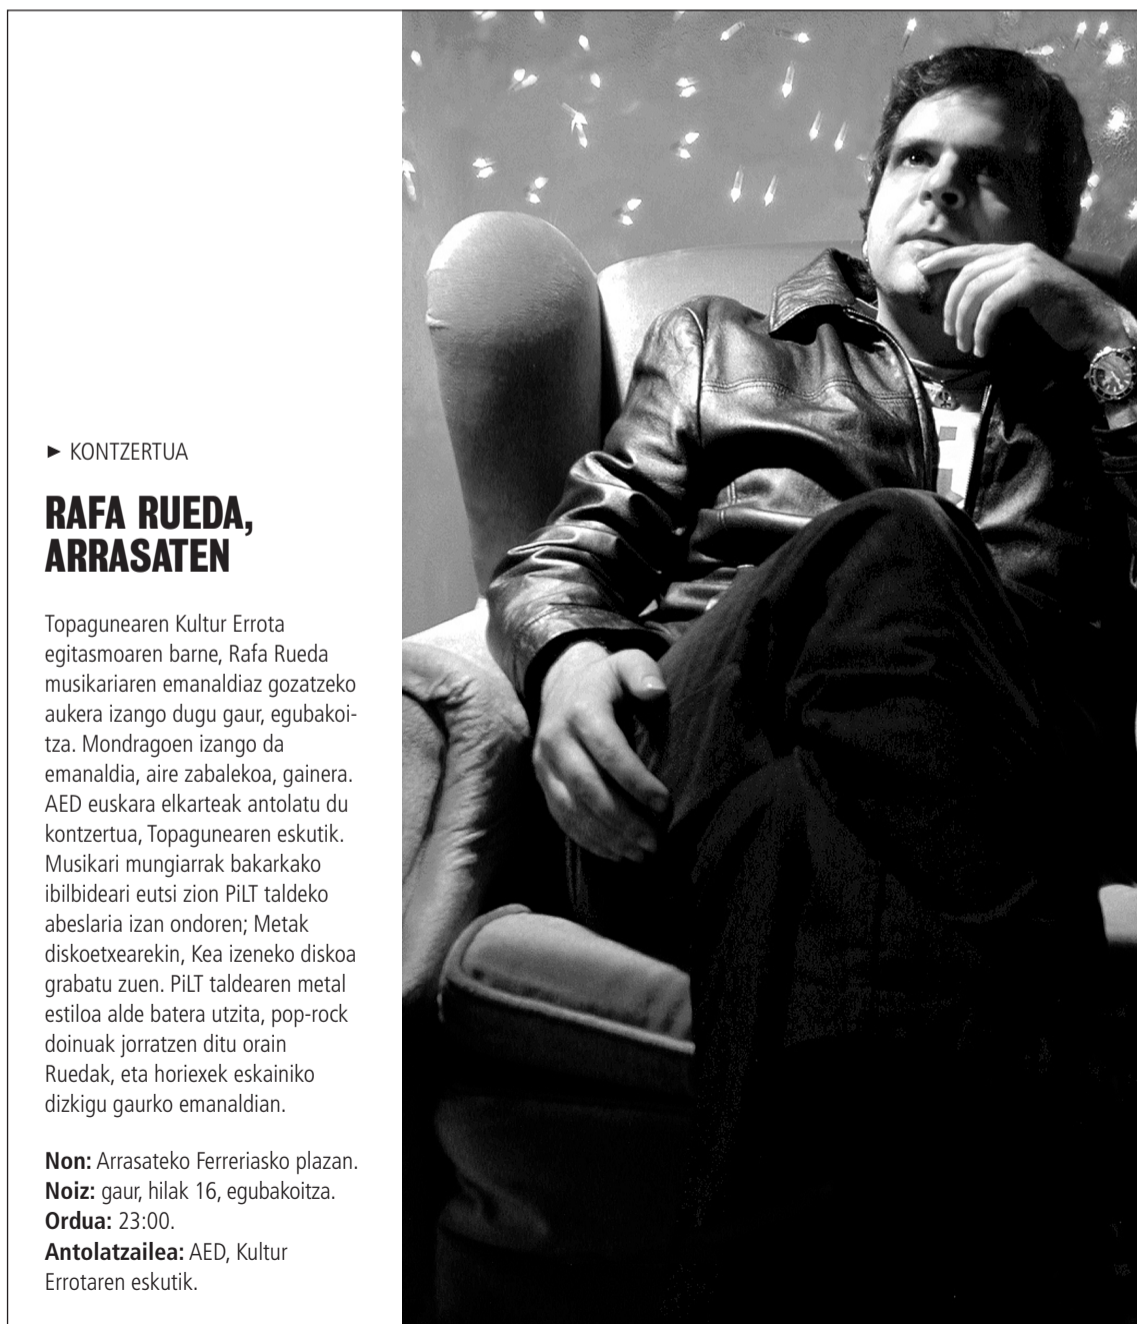 ► KONTZERTUA
RAFA RUEDA,
ARRASATEN
Topagunearen Kultur Errota
egitasmoaren barne, Rafa Rueda
musikariaren emanaldiaz gozatzeko
aukera izango dugu gaur, egubakoi-
tza. Mondragoen izango da
emanaldia, aire zabalekoa, gainera.
AED euskara elkarteak antolatu du
kontzertua, Topagunearen eskutik.
Musikari mungiarrak bakarkako
ibilbideari eutsi zion PiLT taldeko
abeslaria izan ondoren; Metak
diskoetxearekin, Kea izeneko diskoa
grabatu zuen. PiLT taldearen metal
estiloa alde batera utzita, pop-rock
doinuak jorratzen ditu orain
Ruedak, eta horiexek eskainiko
dizkigu gaurko emanaldian.
Non: Arrasateko Ferreriasko plazan.
Noiz: gaur, hilak 16, egubakoitza.
Ordua: 23:00.
Antolatzailea: AED, Kultur
Errotaren eskutik.